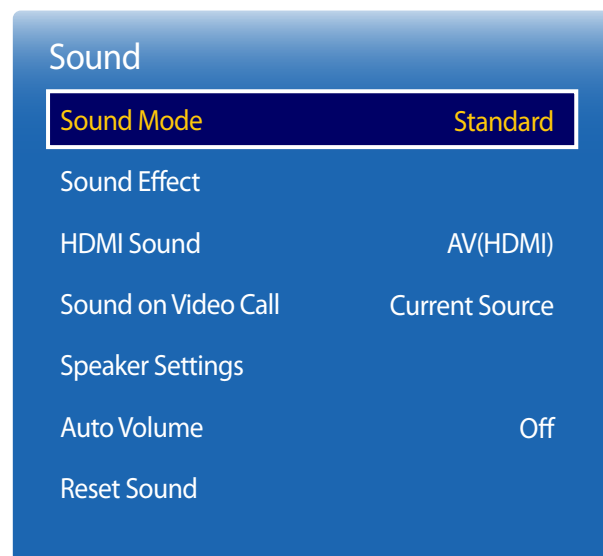 Sound
Sound Mode Standard
Sound Effect
HDMI Sound AV(HDMI)
Sound on Video Call Current Source
Speaker Settings
Auto Volume Off
Reset Sound